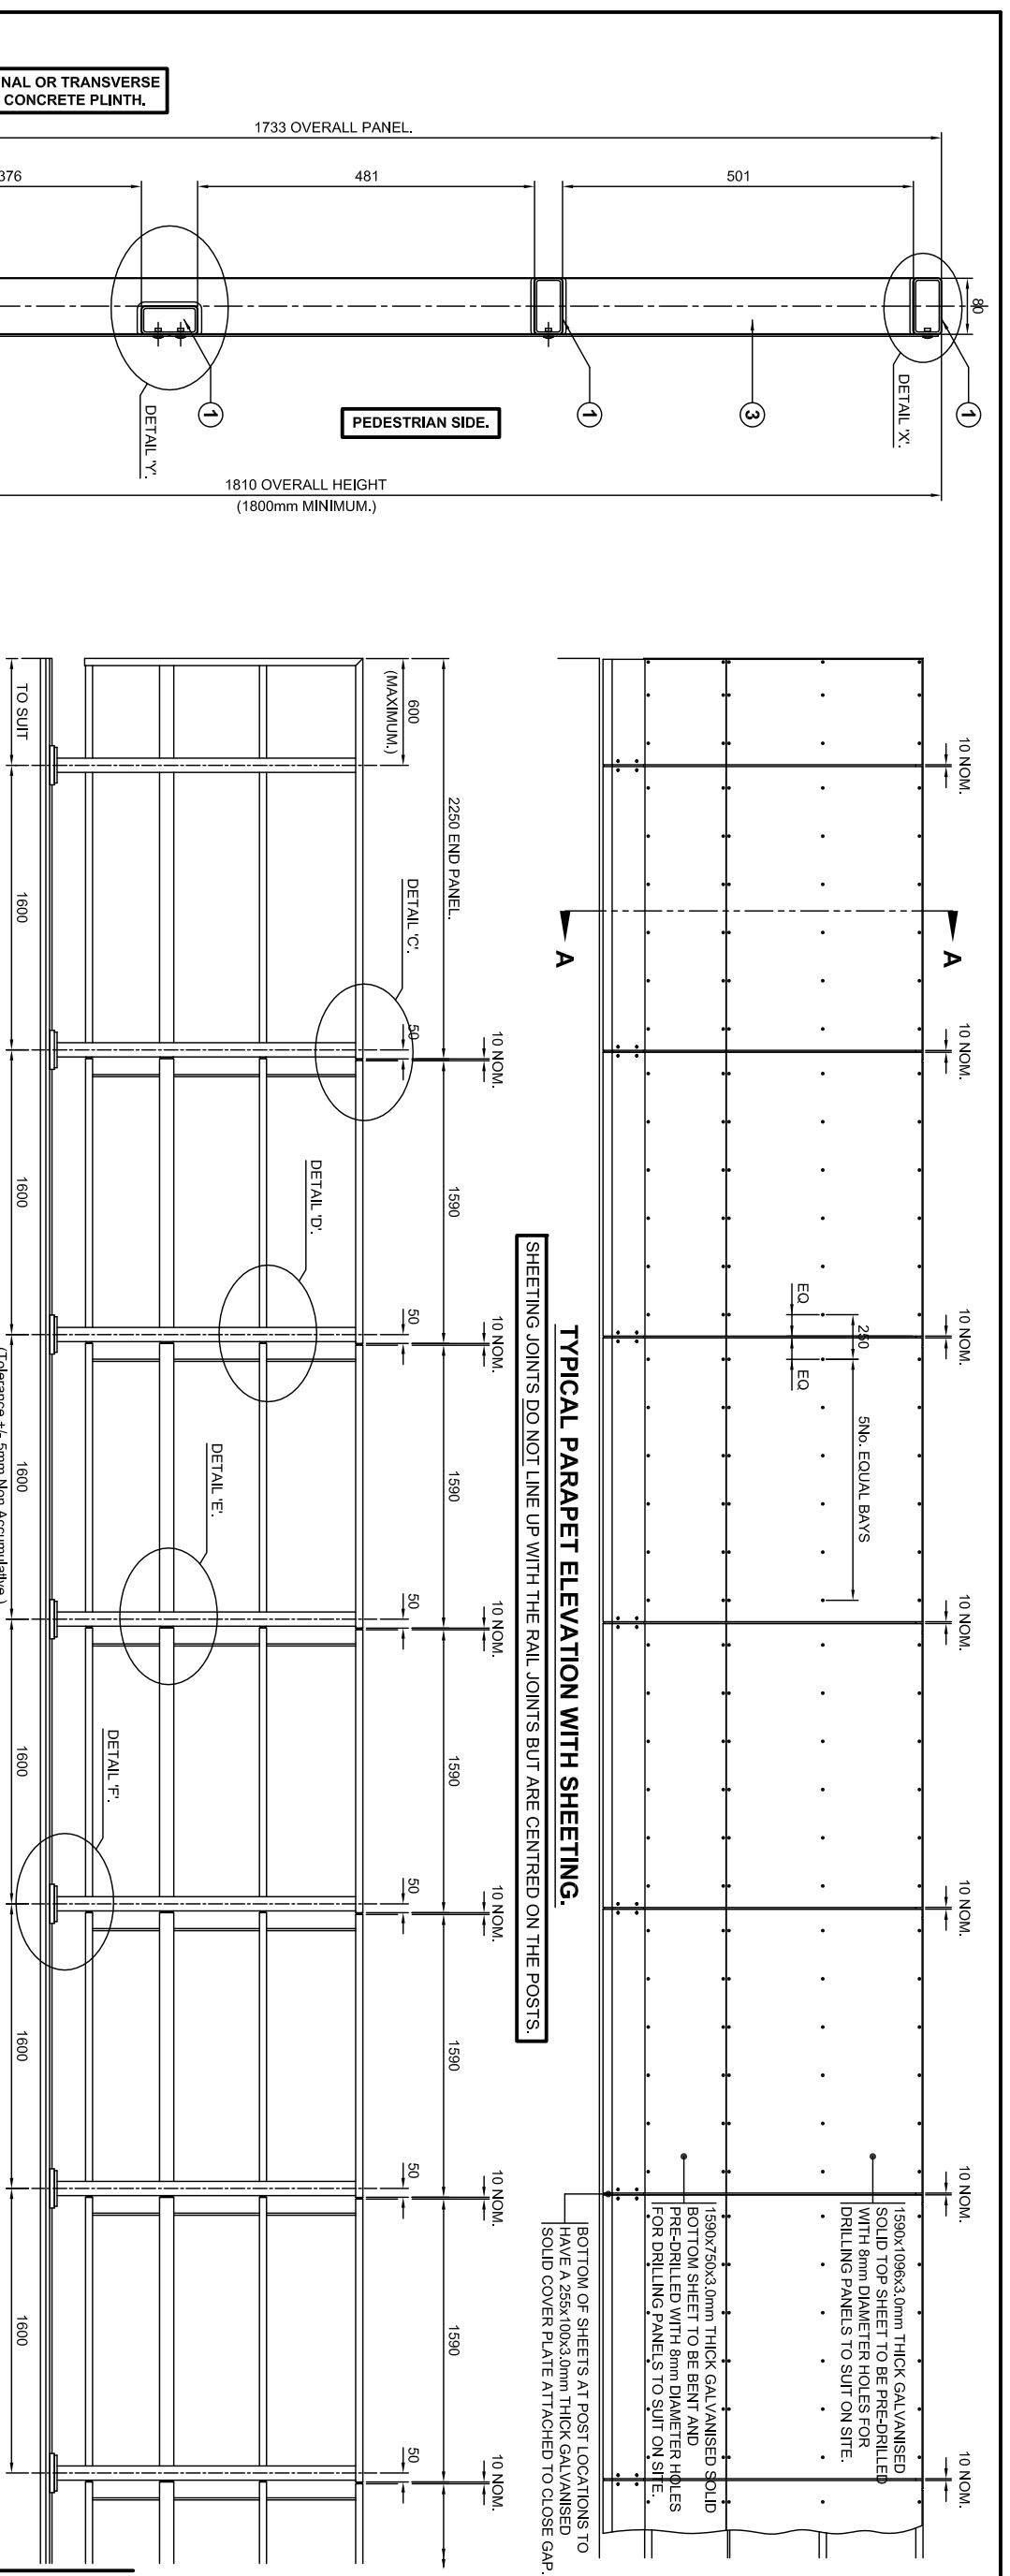 NAL OR TRANSVERSE
CONCRETE PLINTH.
1733 OVERALL PANEL.
376
481
501
80
1
1
3
1
DETAIL 'Y'.
PEDESTRIAN SIDE.
DETAIL 'X'.
1810 OVERALL HEIGHT
(1800mm MINIMUM.)
10 NOM.
10 NOM.
10 NOM.
10 NOM.
10 NOM.
10 NOM.
10 NOM.
A
A
EQ
250
EQ
5No. EQUAL BAYS
1590x1096x3.0mm THICK GALVANISED
SOLID TOP SHEET TO BE PRE-DRILLED
WITH 8mm DIAMETER HOLES FOR
DRILLING PANELS TO SUIT ON SITE.
1590x750x3.0mm THICK GALVANISED SOLID
BOTTOM SHEET TO BE BENT AND
PRE-DRILLED WITH 8mm DIAMETER HOLES
FOR DRILLING PANELS TO SUIT ON SITE.
BOTTOM OF SHEETS AT POST LOCATIONS TO
HAVE A 255x100x3.0mm THICK GALVANISED
SOLID COVER PLATE ATTACHED TO CLOSE GAP.
TYPICAL PARAPET ELEVATION WITH SHEETING.
SHEETING JOINTS DO NOT LINE UP WITH THE RAIL JOINTS BUT ARE CENTRED ON THE POSTS.
10 NOM.
10 NOM.
10 NOM.
10 NOM.
10 NOM.
10 NOM.
2250 END PANEL.
1590
1590
1590
1590
1590
600
(MAXIMUM.)
50
50
50
50
50
50
DETAIL 'C'.
DETAIL 'D'.
DETAIL 'E'.
DETAIL 'F'.
TO SUIT
1600
1600
1600
1600
1600
1600
(Tolerance +/- 5mm Non Accumulative.)